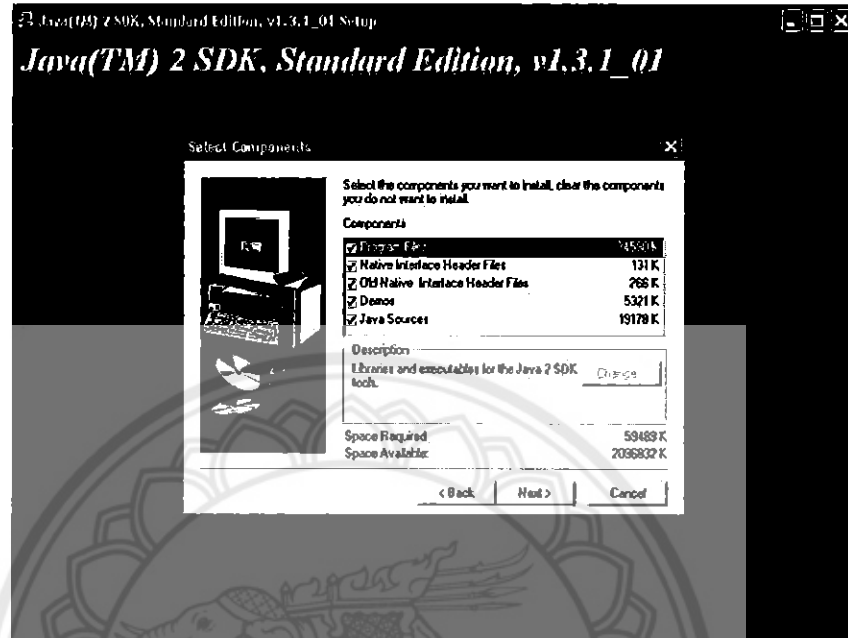 Java(TM) 2 SDK, Standard Edition, v1.3.1_01 Setup
Java(TM) 2 SDK, Standard Edition, v1.3.1_01
Select Components
Select the components you want to install, clear the components
you do not want to install.
Components
Program Files
Native Interface Header Files 131 K
Old Native Interface Header Files 266 K
Demos 5321 K
Java Sources 19178 K
Description
Libraries and executables for the Java 2 SDK
tools.
Change...
Space Required: 59489 K
Space Available: 2096832 K
< Back Next > Cancel